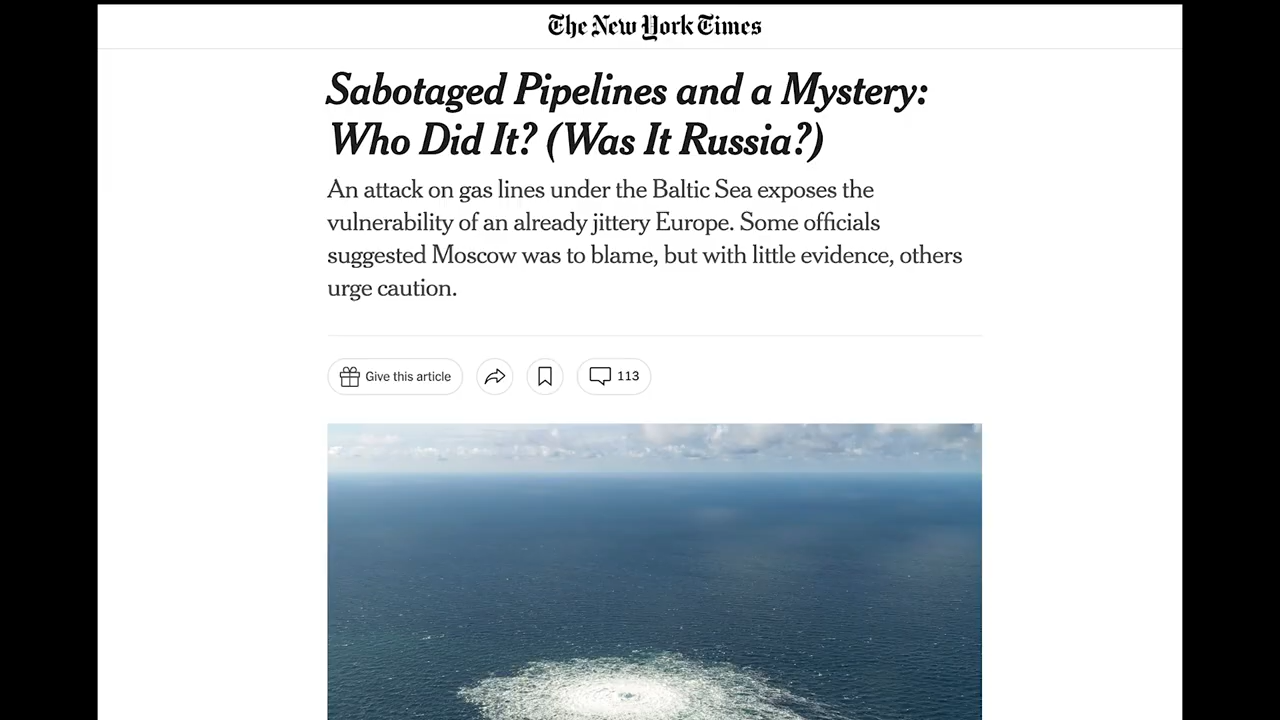 The New York Times
Sabotaged Pipelines and a Mystery:
Who Did It? (Was It Russia?)
An attack on gas lines under the Baltic Sea exposes the
vulnerability of an already jittery Europe. Some officials
suggested Moscow was to blame, but with little evidence, others
urge caution.
Give this article 113